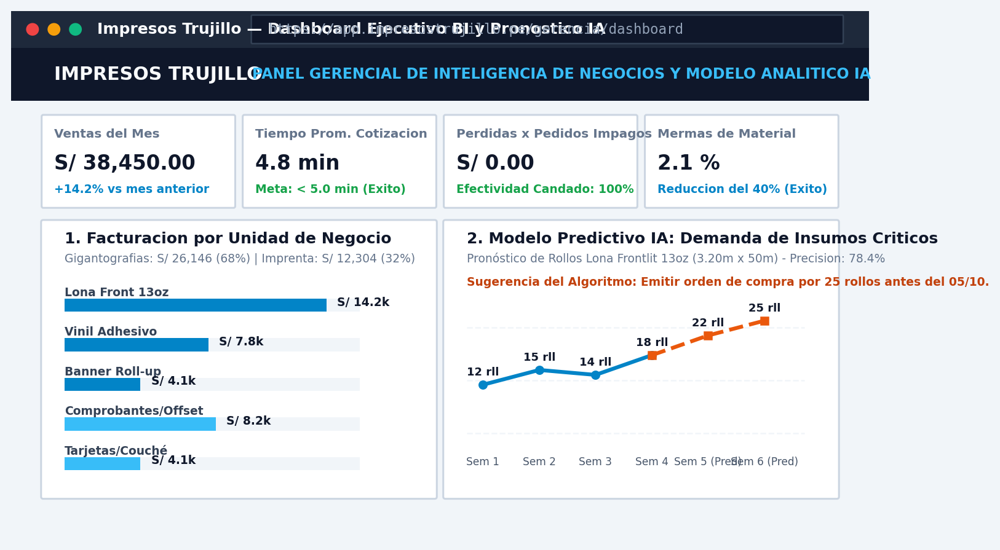 Impresos Trujillo — Dashboard Ejecutivo BI y Pronostico IA
https://app.impresostrujillo.pe/gerencia/dashboard
IMPRESOS TRUJILLO
PANEL GERENCIAL DE INTELIGENCIA DE NEGOCIOS Y MODELO ANALITICO IA
Ventas del Mes
S/ 38,450.00
+14.2% vs mes anterior
Tiempo Prom. Cotizacion
4.8 min
Meta: < 5.0 min (Exito)
Perdidas x Pedidos Impagos
S/ 0.00
Efectividad Candado: 100%
Mermas de Material
2.1 %
Reduccion del 40% (Exito)
1. Facturacion por Unidad de Negocio
Gigantografias: S/ 26,146 (68%) | Imprenta: S/ 12,304 (32%)
Lona Front 13oz
S/ 14.2k
Vinil Adhesivo
S/ 7.8k
Banner Roll-up
S/ 4.1k
Comprobantes/Offset
S/ 8.2k
Tarjetas/Couché
S/ 4.1k
2. Modelo Predictivo IA: Demanda de Insumos Criticos
Pronóstico de Rollos Lona Frontlit 13oz (3.20m x 50m) - Precision: 78.4%
Sugerencia del Algoritmo: Emitir orden de compra por 25 rollos antes del 05/10.
12 rll
15 rll
14 rll
18 rll
22 rll
25 rll
Sem 1
Sem 2
Sem 3
Sem 4
Sem 5 (Pred)
Sem 6 (Pred)